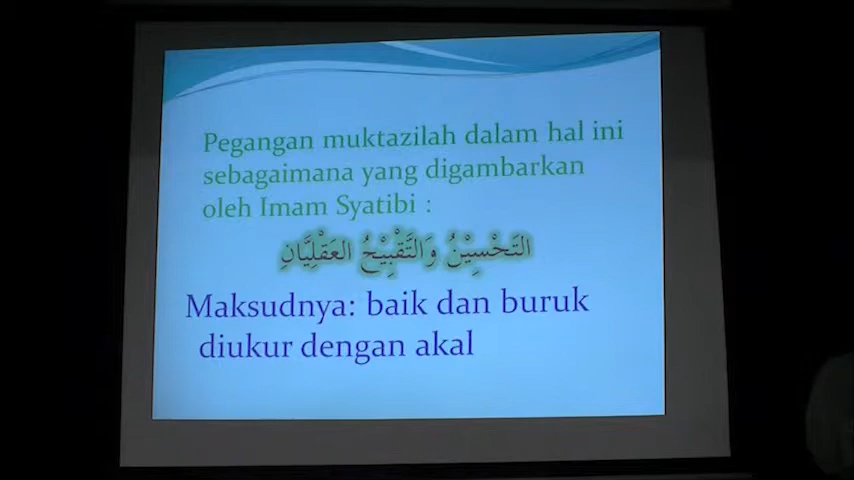 Pegangan muktazilah dalam hal ini
sebagaimana yang digambarkan
oleh Imam Syatibi :
التَحْسِيْنُ وَالتَّقْبِيْحُ العَقْلِيَّانِ
Maksudnya: baik dan buruk
diukur dengan akal